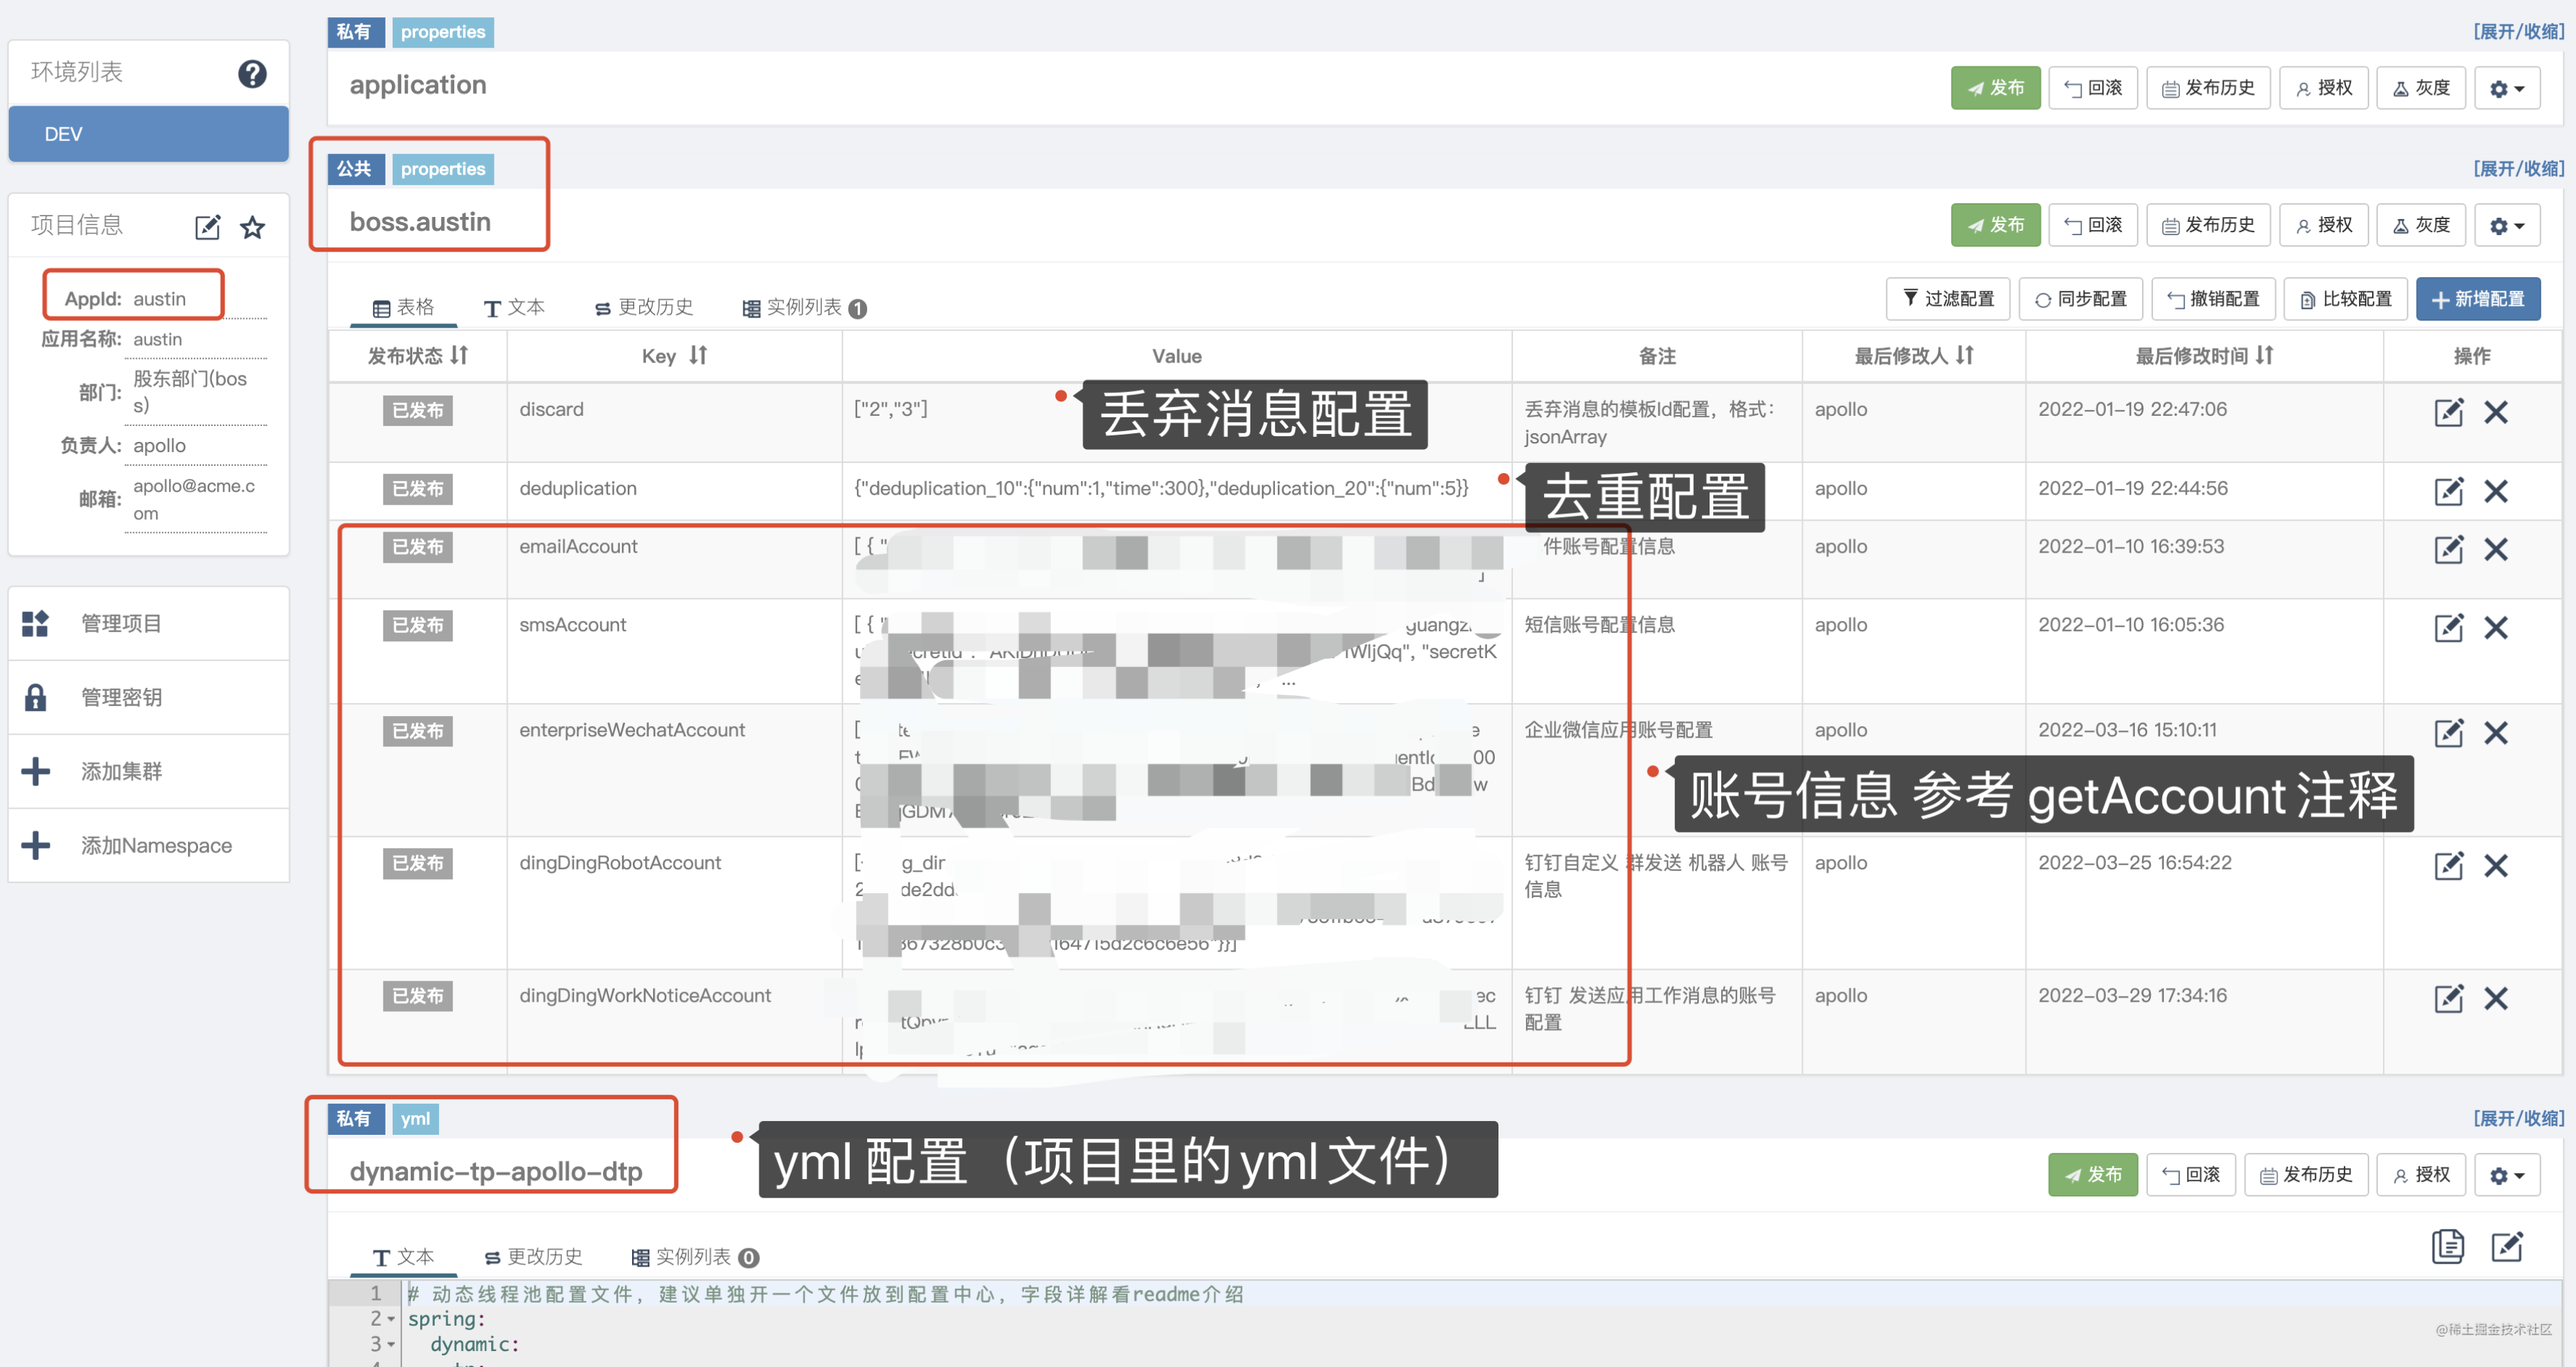 环境列表
DEV
项目信息
AppId: austin
应用名称: austin
部门: 股东部门(bos
s)
负责人: apollo
邮箱: apollo@acme.c
om
管理项目
管理密钥
添加集群
添加Namespace
私有 properties [展开/收缩]
application 发布 回滚 发布历史 授权 灰度
公共 properties [展开/收缩]
boss.austin 发布 回滚 发布历史 授权 灰度
表格 文本 更改历史 实例列表 1 过滤配置 同步配置 撤销配置 比较配置 新增配置
发布状态 Key Value 备注 最后修改人 最后修改时间 操作
已发布 discard ["2","3"] 丢弃消息的模板Id配置，格式：
jsonArray
apollo 2022-01-19 22:47:06
丢弃消息配置
已发布 deduplication {"deduplication_10":{"num":1,"time":300},"deduplication_20":{"num":5}} apollo 2022-01-19 22:44:56
去重配置
已发布 emailAccount [ { " 件账号配置信息 apollo 2022-01-10 16:39:53
已发布 smsAccount [ { " 短信账号配置信息 apollo 2022-01-10 16:05:36
"secretK
...
已发布 enterpriseWechatAccount 企业微信应用账号配置 apollo 2022-03-16 15:10:11
账号信息 参考 getAccount 注释
已发布 dingDingRobotAccount 钉钉自定义 群发送 机器人 账号
信息
apollo 2022-03-25 16:54:22
已发布 dingDingWorkNoticeAccount 钉钉 发送应用工作消息的账号
配置
apollo 2022-03-29 17:34:16
私有 yml [展开/收缩]
dynamic-tp-apollo-dtp 发布 回滚 发布历史 授权
yml 配置（项目里的yml文件）
文本 更改历史 实例列表 0
1 # 动态线程池配置文件, 建议单独开一个文件放到配置中心, 字段详解看readme介绍
2 spring:
3 dynamic:
@稀土掘金技术社区